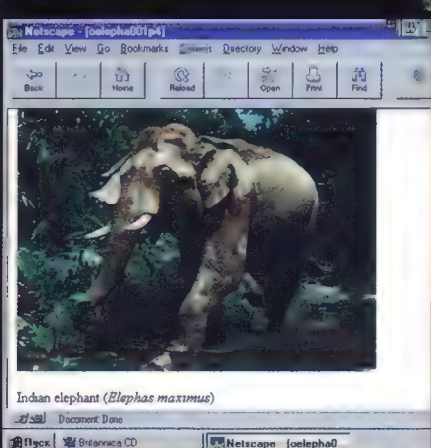 Netscape - [oelepha001p4]
File Edit View Go Bookmarks Directory Window Help
Back Home Reload Open Print Find
Indian elephant (Elephas maximus)
Document: Done
Пуск Britannica CD Netscape - [oelepha0